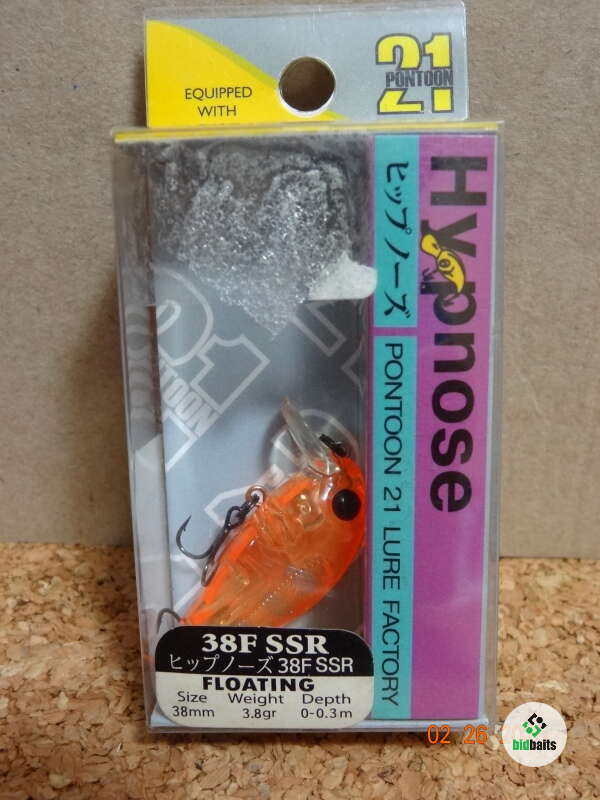 EQUIPPED
WITH
21
PONTOON
Hypnose
ヒップノーズ
PONTOON 21 LURE FACTORY
21
PONTOON
38F SSR
ヒップノーズ 38F SSR
FLOATING
Size Weight Depth
38mm 3.8gr 0-0.3m
02 26
bidbaits